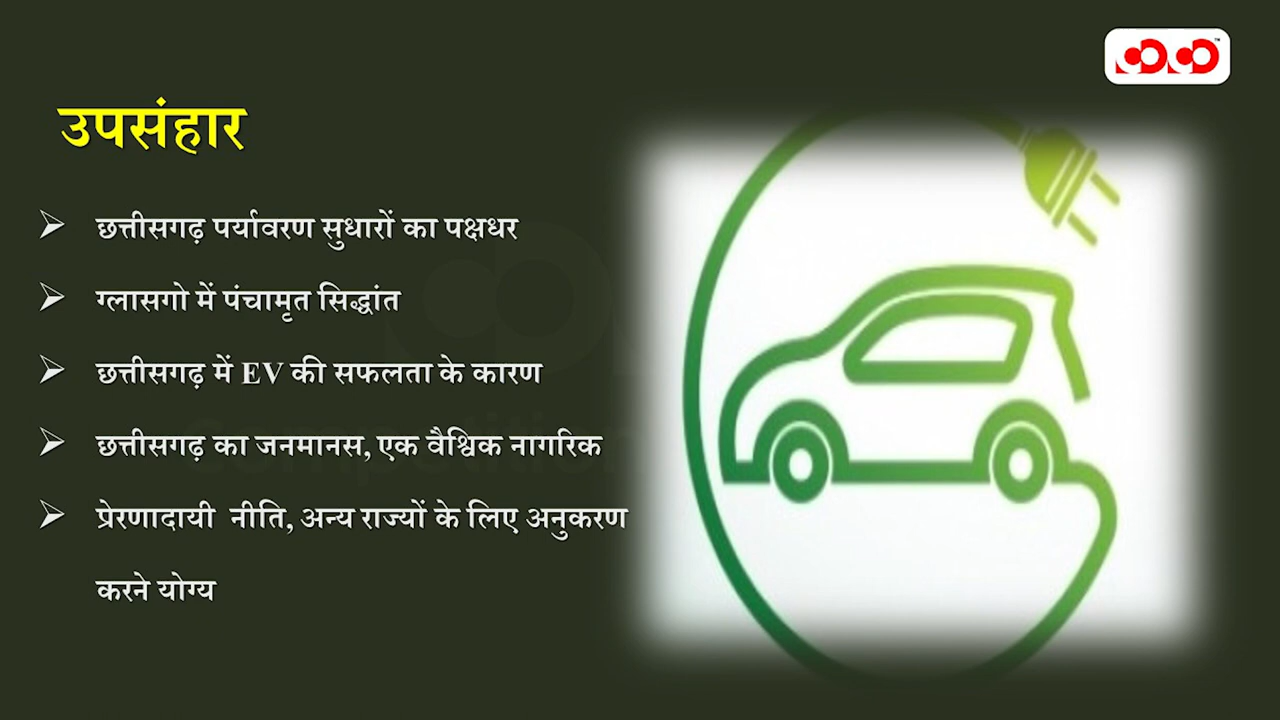 उपसंहार
छत्तीसगढ़ पर्यावरण सुधारों का पक्षधर
ग्लासगो में पंचामृत सिद्धांत
छत्तीसगढ़ में EV की सफलता के कारण
छत्तीसगढ़ का जनमानस, एक वैश्विक नागरिक
प्रेरणादायी नीति, अन्य राज्यों के लिए अनुकरण
करने योग्य